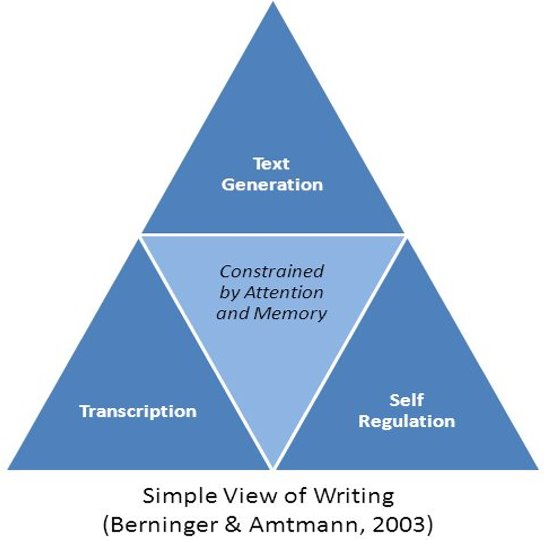 Text
Generation
Constrained
by Attention
and Memory
Transcription
Self
Regulation
Simple View of Writing
(Berninger & Amtmann, 2003)